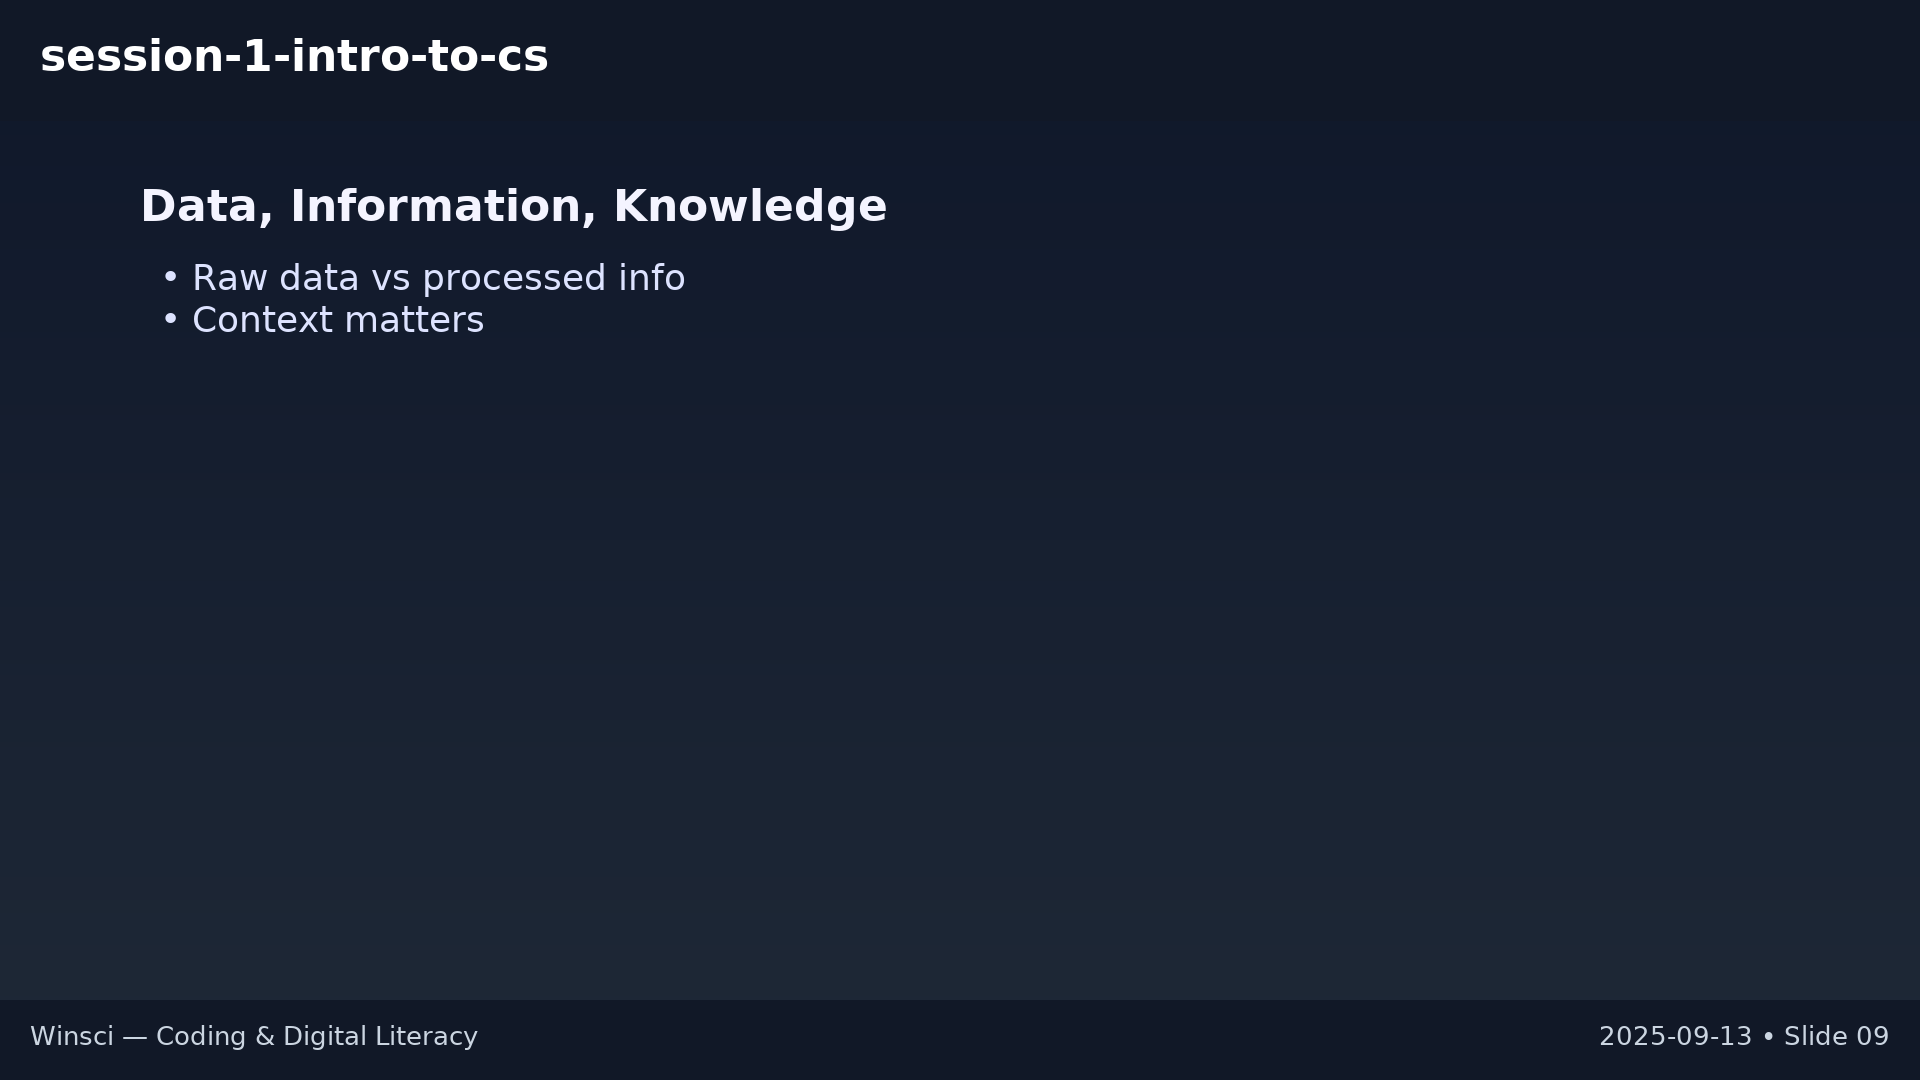 session-1-intro-to-cs
Data, Information, Knowledge
• Raw data vs processed info
• Context matters
Winsci — Coding & Digital Literacy
2025-09-13 • Slide 09